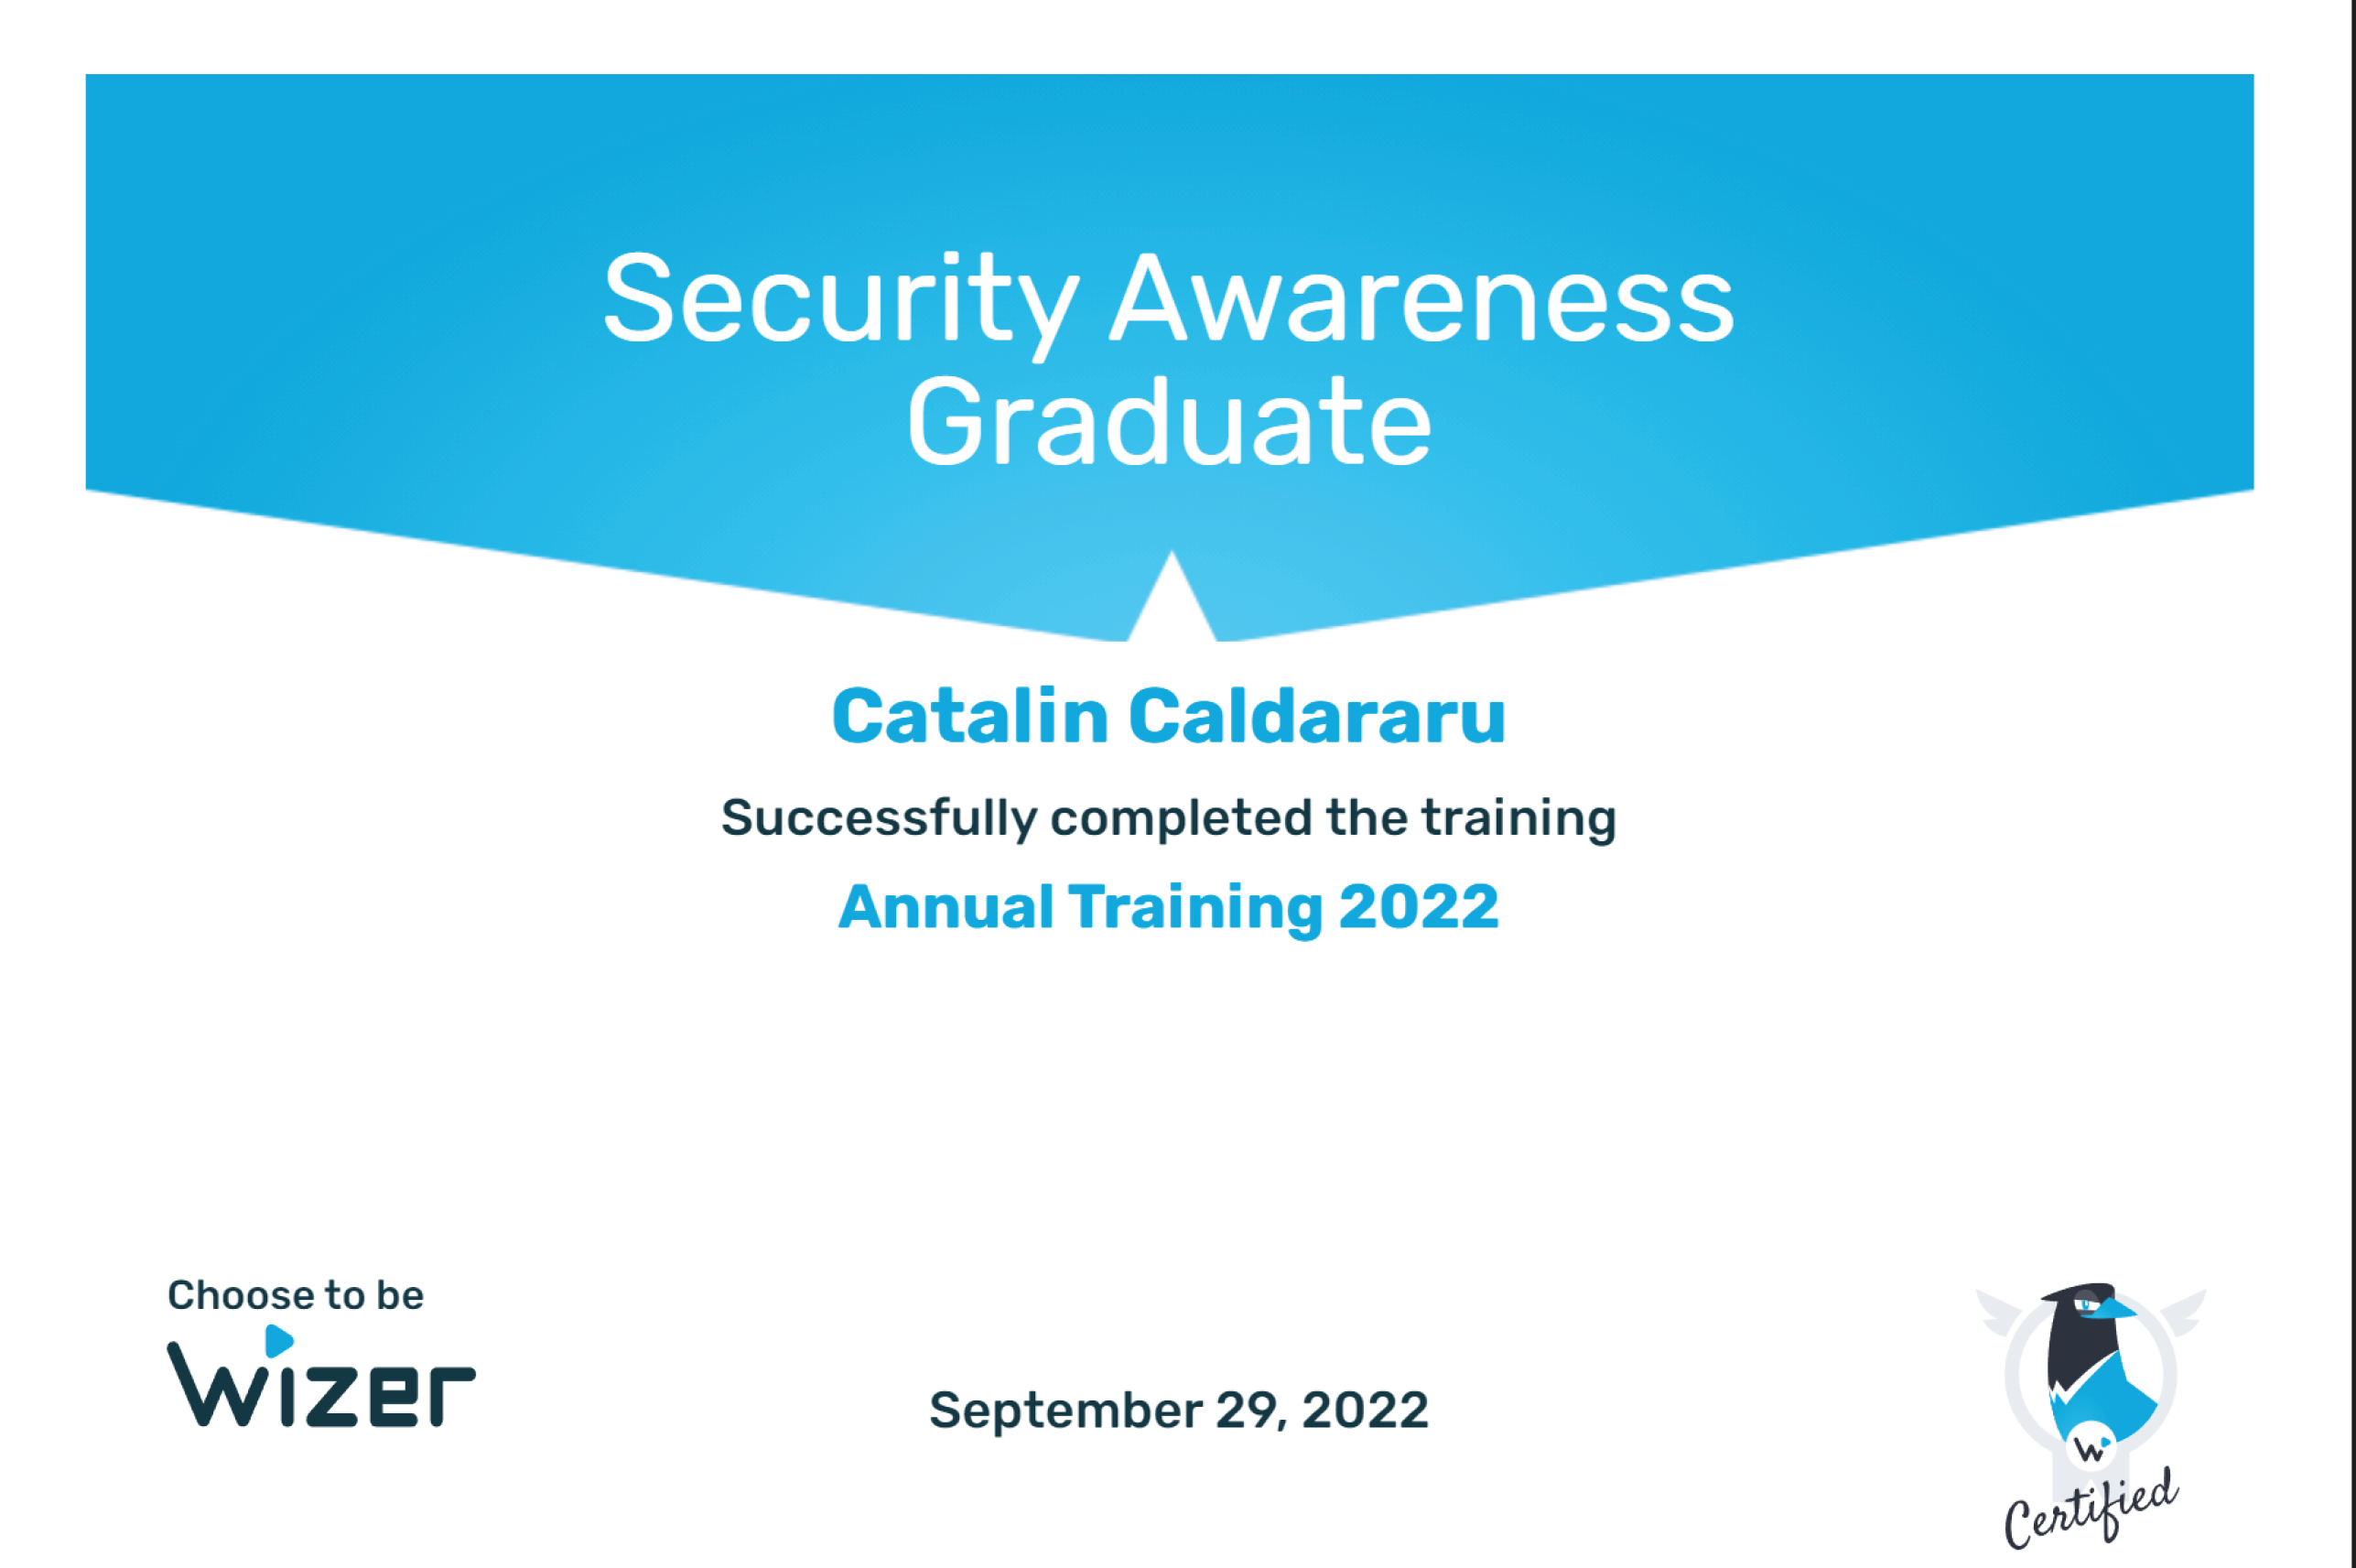 Security Awareness
Graduate
Catalin Caldararu
Successfully completed the training
Annual Training 2022
Choose to be
wizer
September 29, 2022
W
Certified